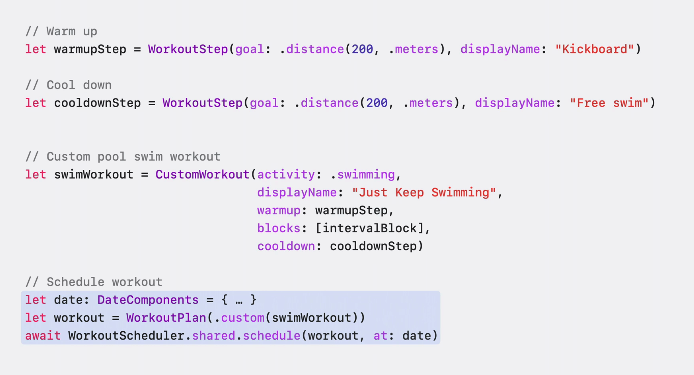 // Warm up
let warmupStep = WorkoutStep(goal: .distance(200, .meters), displayName: "Kickboard")
// Cool down
let cooldownStep = WorkoutStep(goal: .distance(200, .meters), displayName: "Free swim")
// Custom pool swim workout
let swimWorkout = CustomWorkout(activity: .swimming,
displayName: "Just Keep Swimming",
warmup: warmupStep,
blocks: [intervalBlock],
cooldown: cooldownStep)
// Schedule workout
let date: DateComponents = { … }
let workout = WorkoutPlan(.custom(swimWorkout))
await WorkoutScheduler.shared.schedule(workout, at: date)